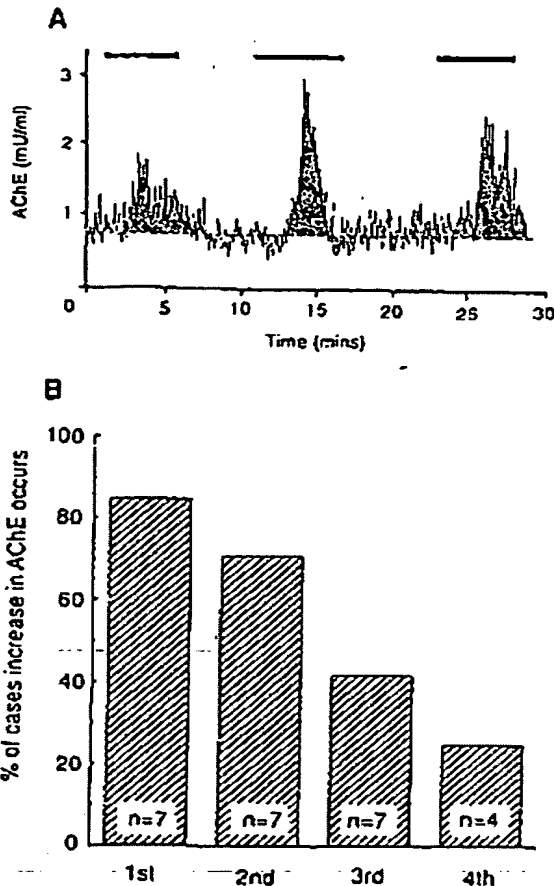 A
AChE (mU/ml)
3
2
1
0 5 10 15 20 25 30
Time (mins)
B
% of cases increase in AChE occurs
100
80
60
40
20
0
n=7 n=7 n=7 n=4
1st 2nd 3rd 4th